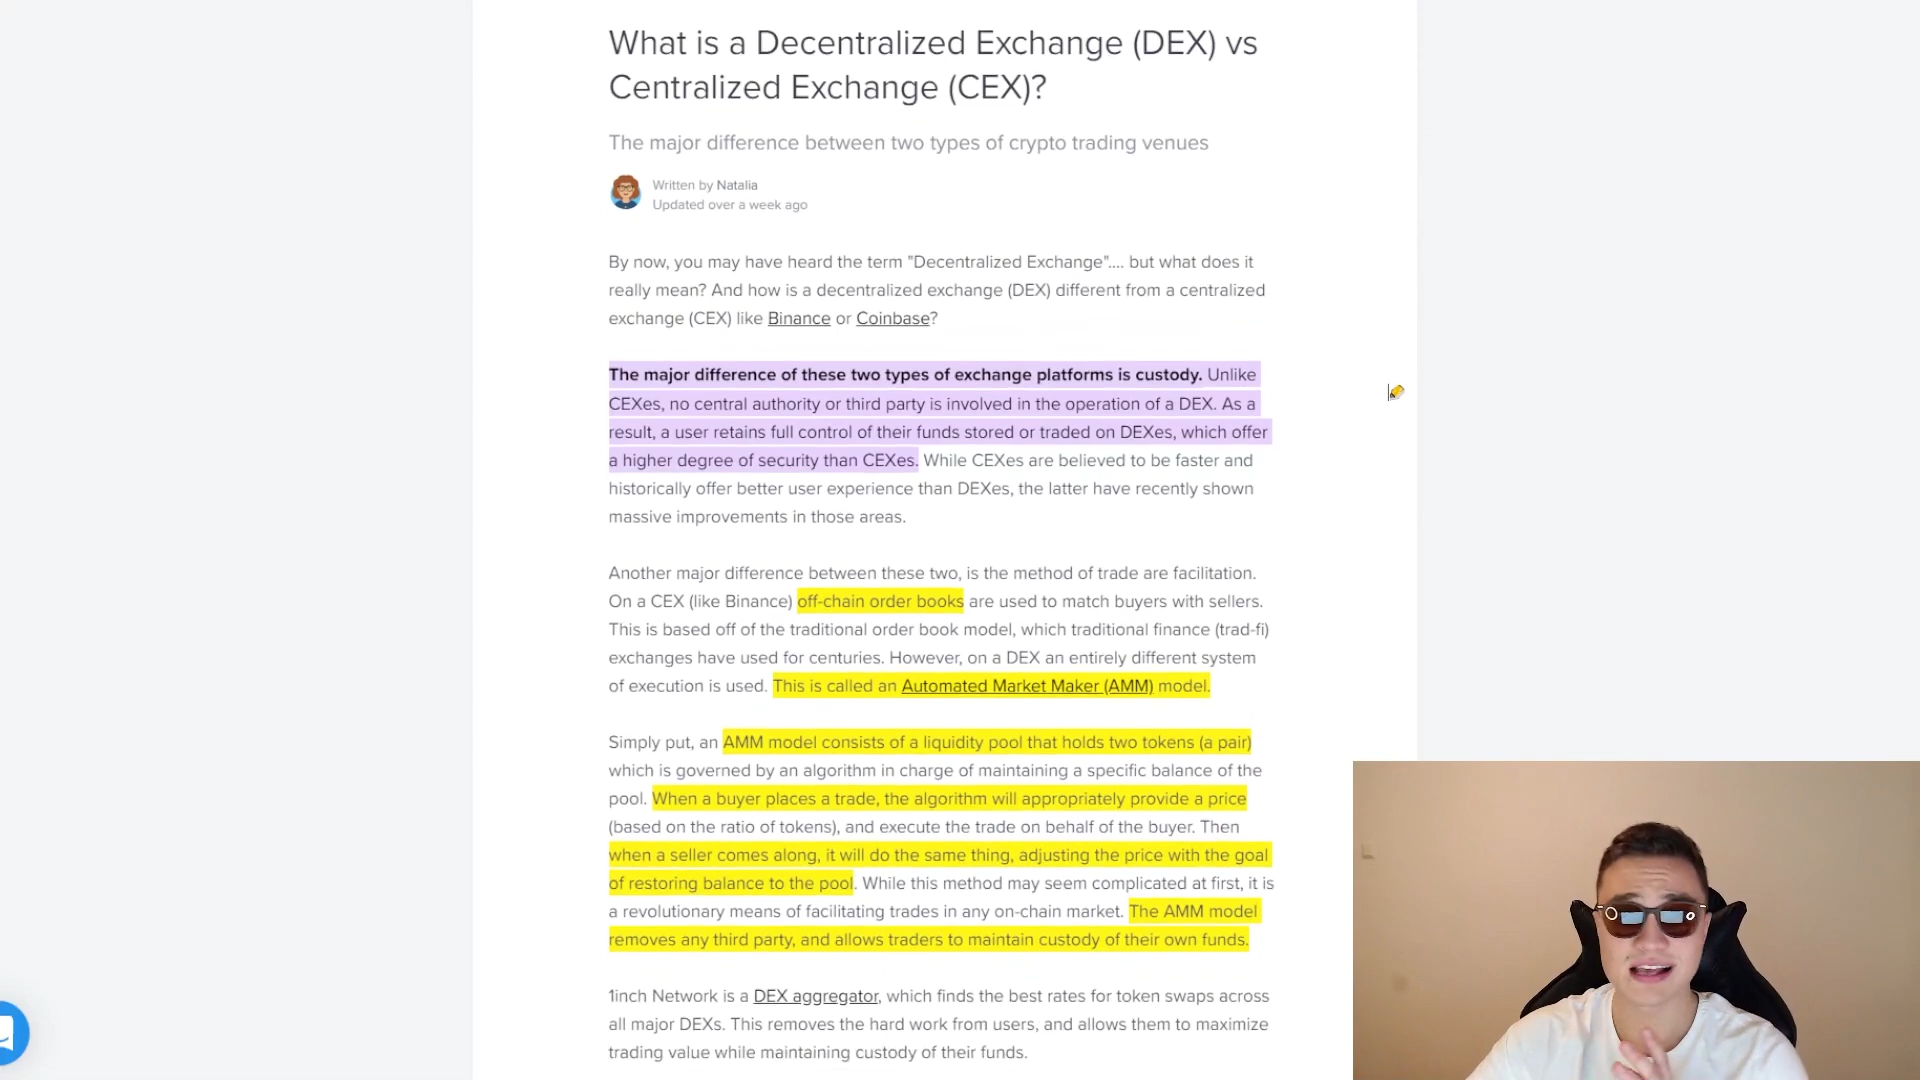 What is a Decentralized Exchange (DEX) vs
Centralized Exchange (CEX)?
The major difference between two types of crypto trading venues
Written by Natalia
Updated over a week ago
By now, you may have heard the term "Decentralized Exchange".... but what does it
really mean? And how is a decentralized exchange (DEX) different from a centralized
exchange (CEX) like Binance or Coinbase?
The major difference of these two types of exchange platforms is custody. Unlike
CEXes, no central authority or third party is involved in the operation of a DEX. As a
result, a user retains full control of their funds stored or traded on DEXes, which offer
a higher degree of security than CEXes. While CEXes are believed to be faster and
historically offer better user experience than DEXes, the latter have recently shown
massive improvements in those areas.
Another major difference between these two, is the method of trade are facilitation.
On a CEX (like Binance) off-chain order books are used to match buyers with sellers.
This is based off of the traditional order book model, which traditional finance (trad-fi)
exchanges have used for centuries. However, on a DEX an entirely different system
of execution is used. This is called an Automated Market Maker (AMM) model.
Simply put, an AMM model consists of a liquidity pool that holds two tokens (a pair)
which is governed by an algorithm in charge of maintaining a specific balance of the
pool. When a buyer places a trade, the algorithm will appropriately provide a price
(based on the ratio of tokens), and execute the trade on behalf of the buyer. Then
when a seller comes along, it will do the same thing, adjusting the price with the goal
of restoring balance to the pool. While this method may seem complicated at first, it is
a revolutionary means of facilitating trades in any on-chain market. The AMM model
removes any third party, and allows traders to maintain custody of their own funds.
1inch Network is a DEX aggregator, which finds the best rates for token swaps across
all major DEXs. This removes the hard work from users, and allows them to maximize
trading value while maintaining custody of their funds.